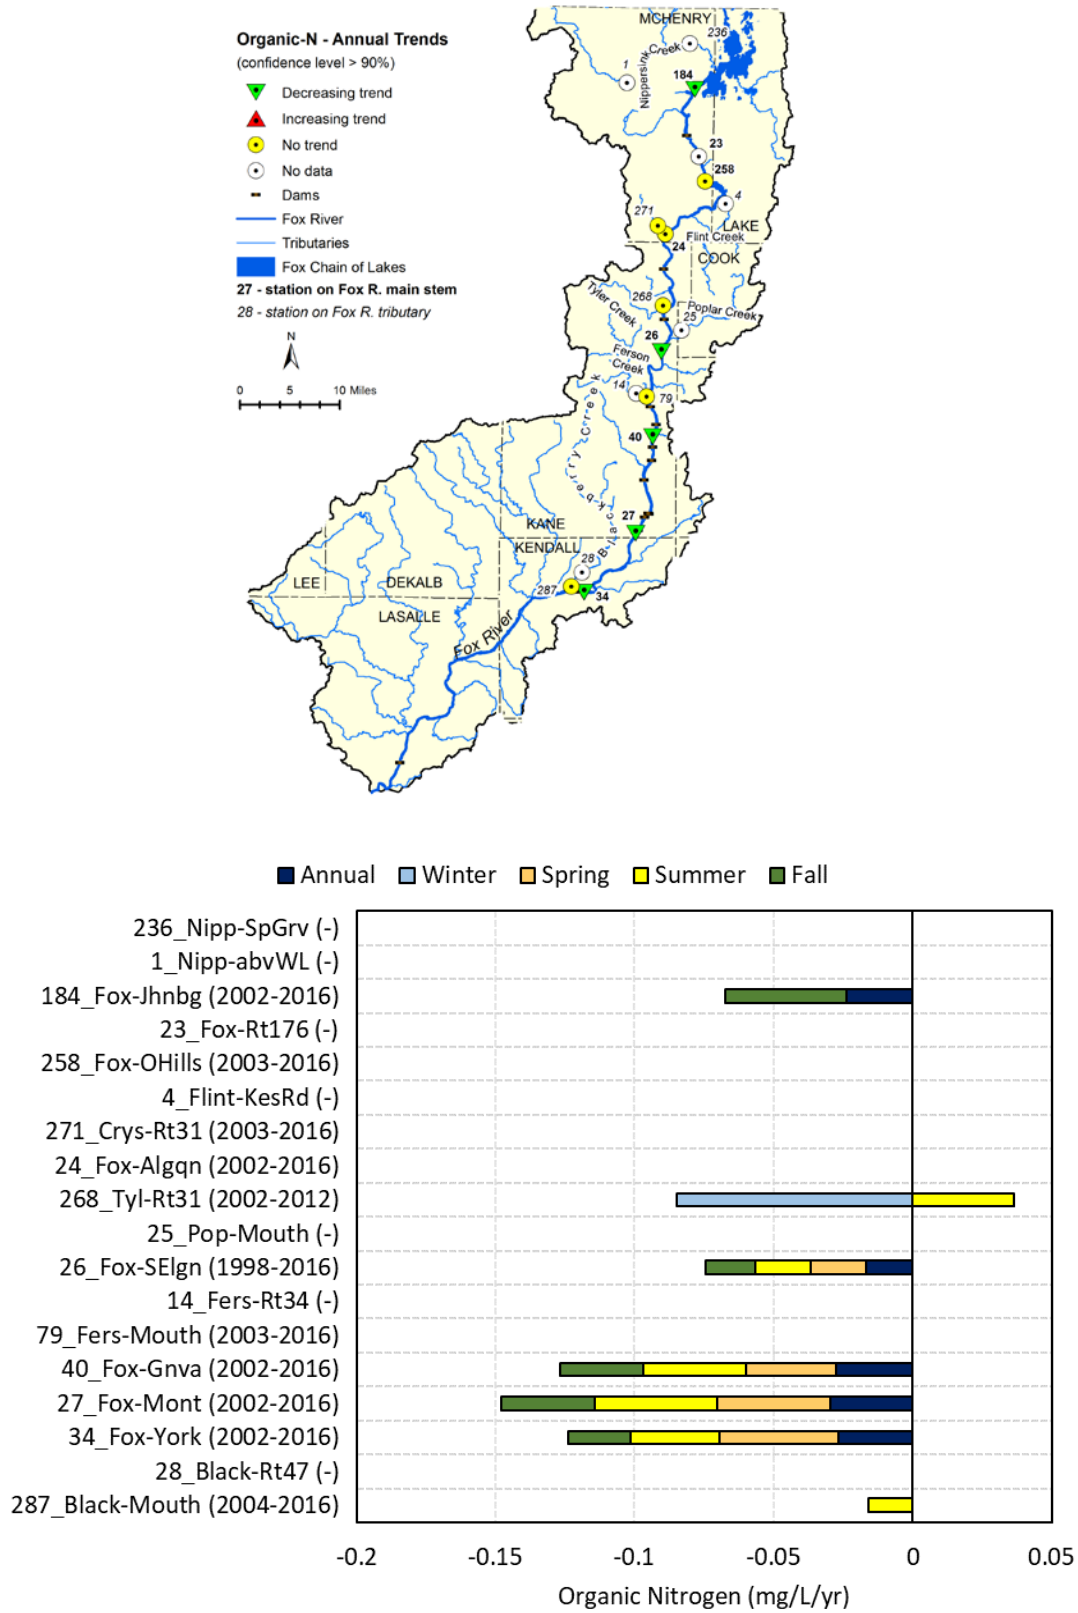 Organic-N - Annual Trends
(confidence level > 90%)
Decreasing trend
Increasing trend
No trend
No data
Dams
Fox River
Tributaries
Fox Chain of Lakes
27 - station on Fox R. main stem
28 - station on Fox R. tributary
N
0 5 10 Miles
MCHENRY
236
Nippersink Creek
1
184
23
258
4
271
LAKE
Flint Creek
24
COOK
268
Tyler Creek
Poplar Creek
25
26
Ferson Creek
14
79
Blackberry Creek
40
27
KANE
KENDALL
28
287
34
LEE
DEKALB
LASALLE
Fox River
Annual Winter Spring Summer Fall
236_Nipp-SpGrv (-)
1_Nipp-abvWL (-)
184_Fox-Jhnbg (2002-2016)
23_Fox-Rt176 (-)
258_Fox-OHills (2003-2016)
4_Flint-KesRd (-)
271_Crys-Rt31 (2003-2016)
24_Fox-Algqn (2002-2016)
268_Tyl-Rt31 (2002-2012)
25_Pop-Mouth (-)
26_Fox-SElgn (1998-2016)
14_Fers-Rt34 (-)
79_Fers-Mouth (2003-2016)
40_Fox-Gnva (2002-2016)
27_Fox-Mont (2002-2016)
34_Fox-York (2002-2016)
28_Black-Rt47 (-)
287_Black-Mouth (2004-2016)
-0.2 -0.15 -0.1 -0.05 0 0.05
Organic Nitrogen (mg/L/yr)